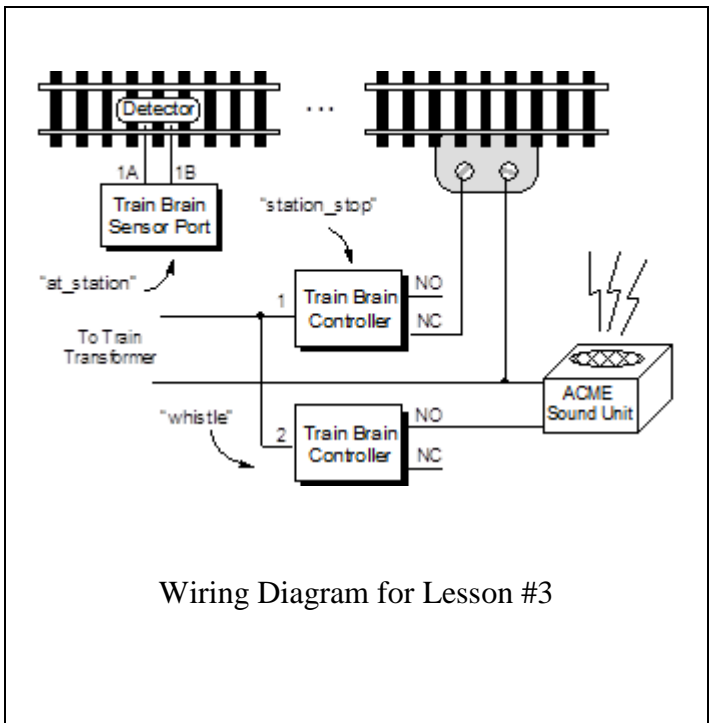 Detector
...
1A 1B
Train Brain
Sensor Port
"station_stop"
"at_station"
1
Train Brain
Controller
NO
NC
To Train
Transformer
ACME
Sound Unit
"whistle"
2
Train Brain
Controller
NO
NC
Wiring Diagram for Lesson #3